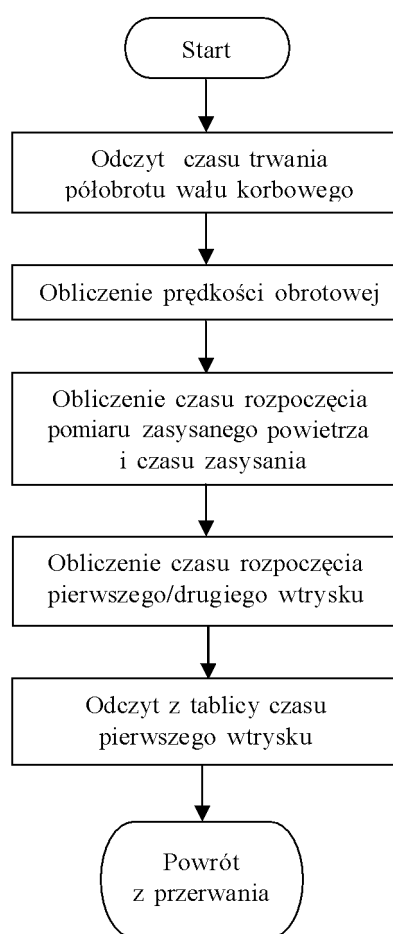 Start
Odczyt czasu trwania
półobrotu wału korbowego
Obliczenie prędkości obrotowej
Obliczenie czasu rozpoczęcia
pomiaru zasysanego powietrza
i czasu zasysania
Obliczenie czasu rozpoczęcia
pierwszego/drugiego wtrysku
Odczyt z tablicy czasu
pierwszego wtrysku
Powrót
z przerwania